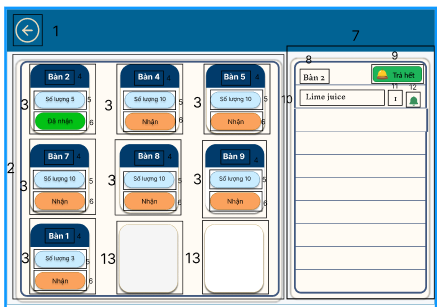 1
7
8
9
Bàn 2 4
Bàn 4 4
Bàn 5 4
Bàn 2
Trả hết
3
Số lượng 5 5
3
Số lượng 10 5
3
Số lượng 10 5
10
Lime juice
11
1
12
Đã nhận 6
Nhận 6
Nhận 6
2
Bàn 7 4
Bàn 8 4
Bàn 9 4
3
Số lượng 10 5
3
Số lượng 10 5
3
Số lượng 10 5
Nhận 6
Nhận 6
Nhận 6
Bàn 1 4
3
Số lượng 3 5
13
13
Nhận 6